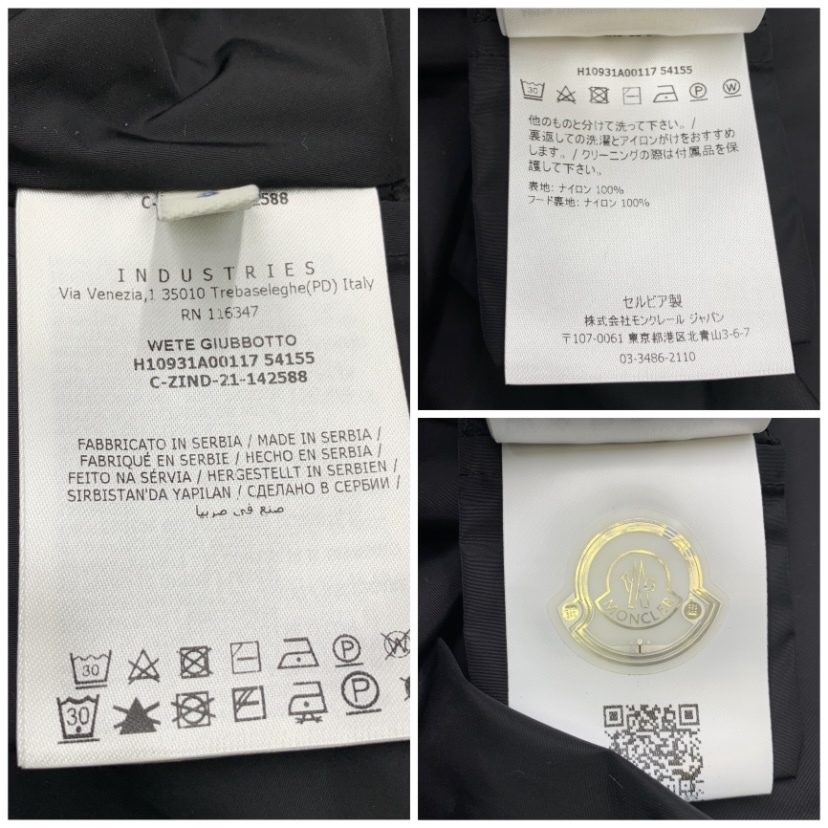 C- 2588
INDUSTRIES
Via Venezia,1 35010 Trebaseleghe(PD) Italy
RN 116347
WETE GIUBBOTTO
H10931A00117 54155
C-ZIND-21-142588
FABBRICATO IN SERBIA / MADE IN SERBIA /
FABRIQUÉ EN SERBIE / HECHO EN SERBIA /
FEITO NA SÉRVIA / HERGESTELLT IN SERBIEN /
SIRBISTAN'DA YAPILAN / СДЕЛАНО В СЕРБИИ /
صنع في صربيا
30 P W
30 P
H10931A00117 54155
30 P W
他のものと分けて洗って下さい。/
裏返しての洗濯とアイロンがけをおすすめ
します。/ クリーニングの際は付属品を保
護して下さい。
表地: ナイロン 100%
フード裏地: ナイロン 100%
セルビア製
株式会社モンクレール ジャパン
〒107-0061 東京都港区北青山3-6-7
03-3486-2110
MONCLER